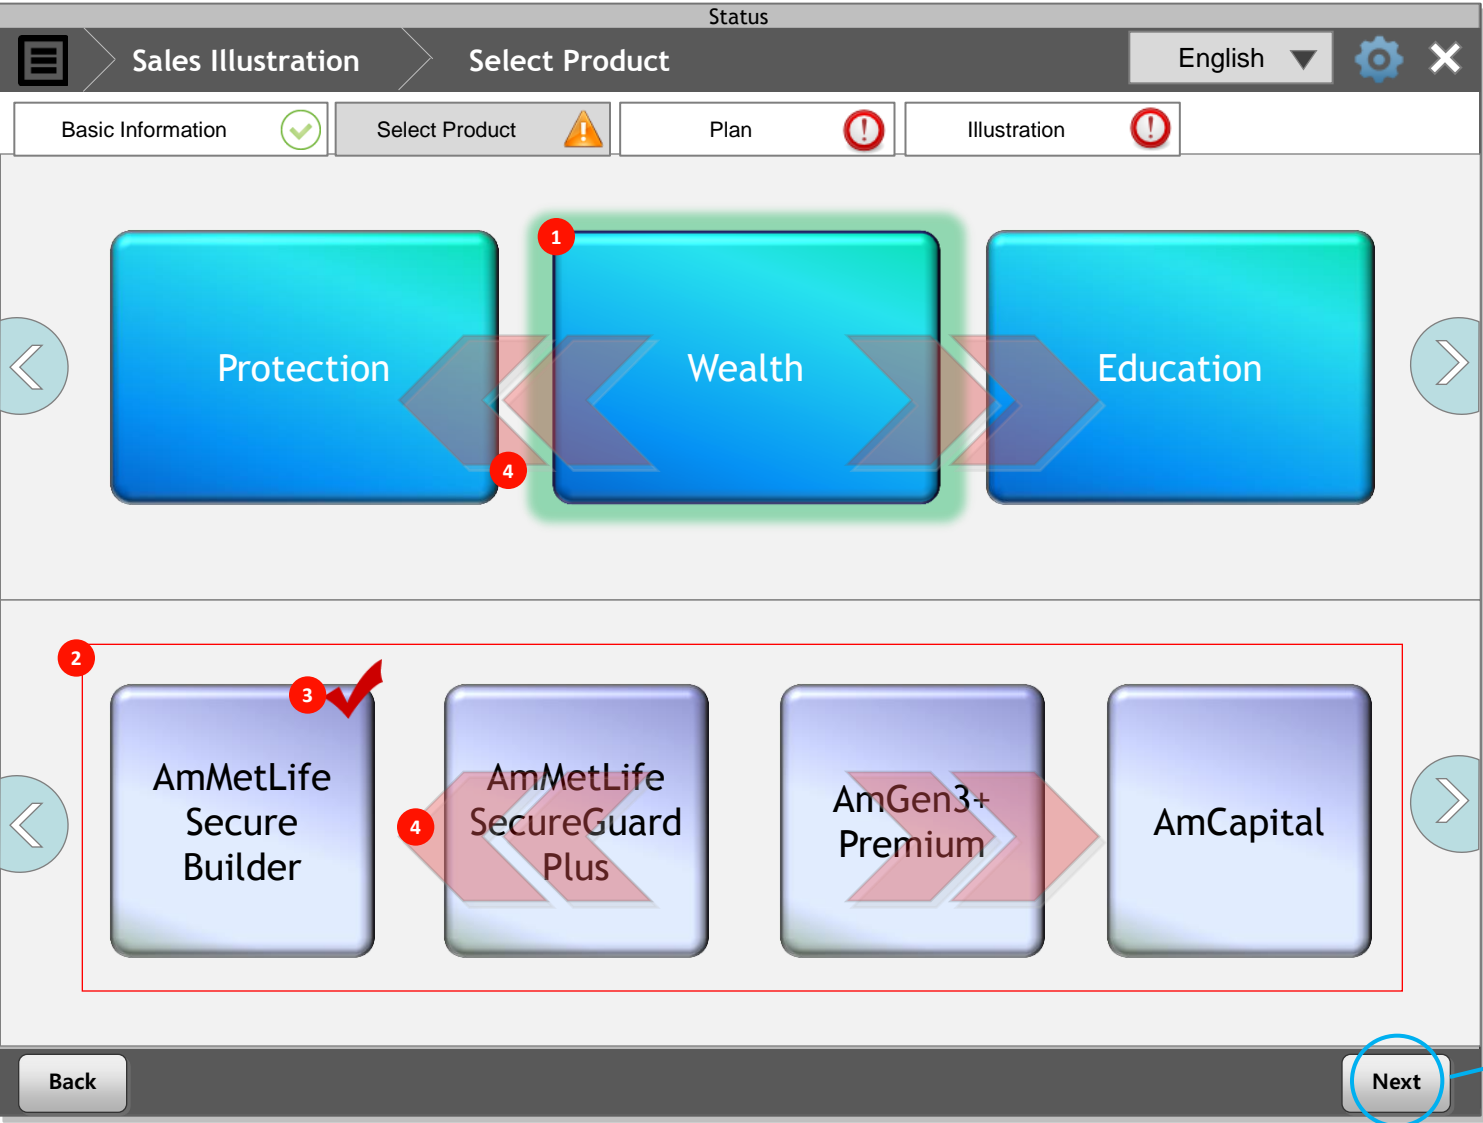 Status
Sales Illustration
Select Product
English
Basic Information
Select Product
Plan
Illustration
1
Protection
Wealth
Education
4
2
3
AmMetLife
Secure
Builder
4
AmMetLife
SecureGuard
Plus
AmGen3+
Premium
AmCapital
Back
Next